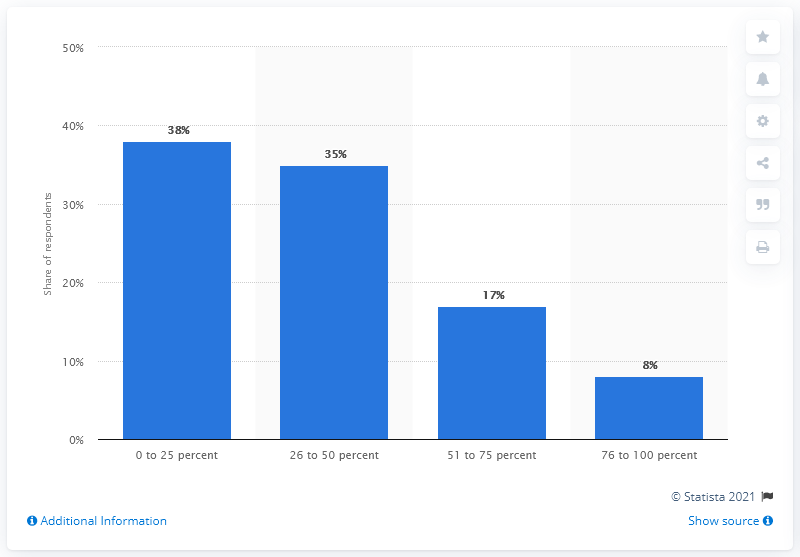 50%
40%
30%
20%
10%
0%
Share of respondents
38%
35%
17%
8%
0 to 25 percent
26 to 50 percent
51 to 75 percent
76 to 100 percent
© Statista 2021
Additional Information
Show source